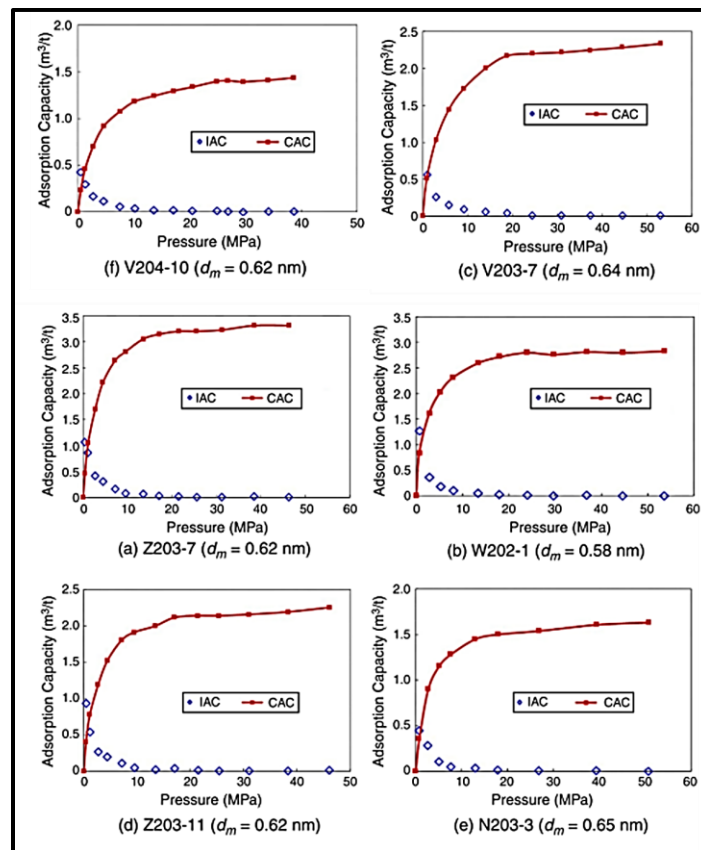 Adsorption Capacity (m³/t)
2.0
1.5
1.0
0.5
0
IAC CAC
0 10 20 30 40 50
Pressure (MPa)
(f) V204-10 (dm = 0.62 nm)
Adsorption Capacity (m³/t)
2.5
2.0
1.5
1.0
0.5
0
IAC CAC
0 10 20 30 40 50 60
Pressure (MPa)
(c) V203-7 (dm = 0.64 nm)
Adsorption Capacity (m³/t)
3.5
3.0
2.5
2.0
1.5
1.0
0.5
0
IAC CAC
0 10 20 30 40 50 60
Pressure (MPa)
(a) Z203-7 (dm = 0.62 nm)
Adsorption Capacity (m³/t)
3.5
3.0
2.5
2.0
1.5
1.0
0.5
0
IAC CAC
0 10 20 30 40 50 60
Pressure (MPa)
(b) W202-1 (dm = 0.58 nm)
Adsorption Capacity (m³/t)
2.5
2.0
1.5
1.0
0.5
0
IAC CAC
0 10 20 30 40 50
Pressure (MPa)
(d) Z203-11 (dm = 0.62 nm)
Adsorption Capacity (m³/t)
2.0
1.5
1.0
0.5
0
IAC CAC
0 10 20 30 40 50 60
Pressure (MPa)
(e) N203-3 (dm = 0.65 nm)